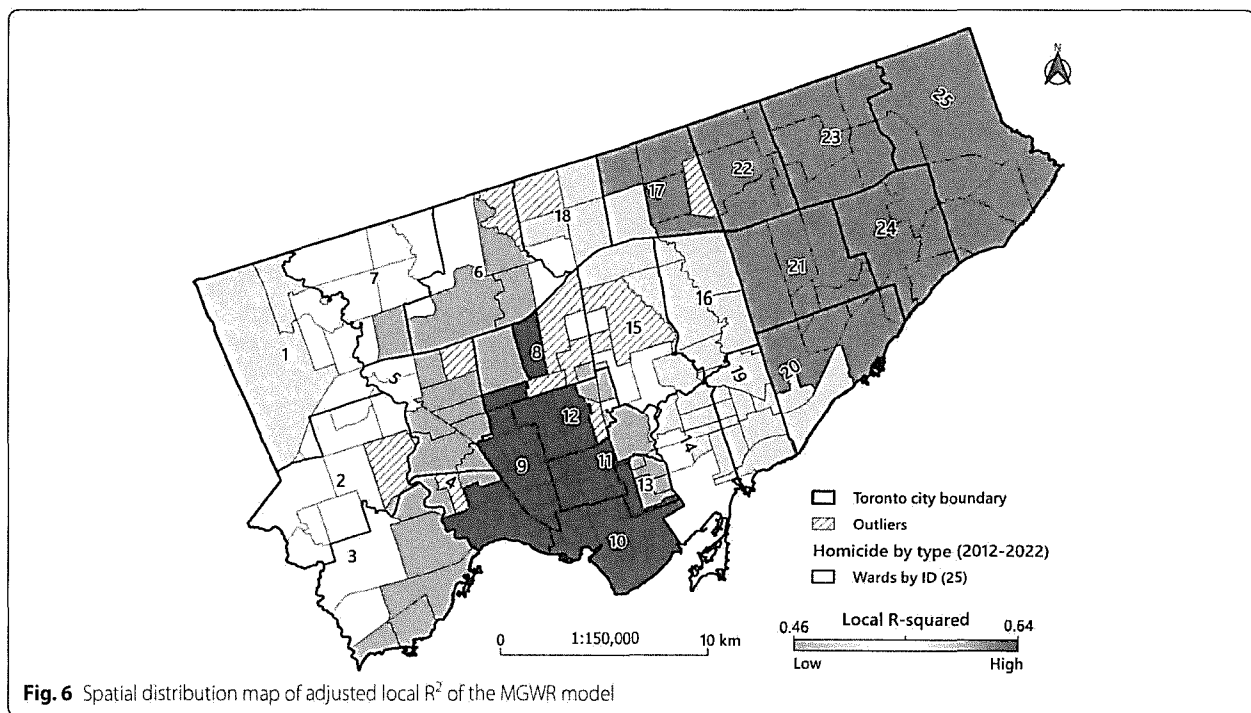 N
25
23
22
17
18
24
21
6
7
16
15
1
8
20
19
5
12
14
9
11
2
4
13
3
10
Toronto city boundary
Outliers
Homicide by type (2012-2022)
Wards by ID (25)
Local R-squared
0.46 0.64
Low High
0 1:150,000 10 km
Fig. 6 Spatial distribution map of adjusted local R² of the MGWR model